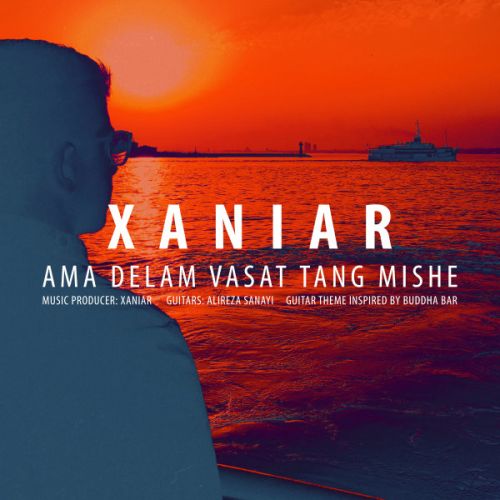 XANIAR
AMA DELAM VASAT TANG MISHE
MUSIC PRODUCER: XANIAR GUITARS: ALIREZA SANAYI GUITAR THEME INSPIRED BY BUDDHA BAR